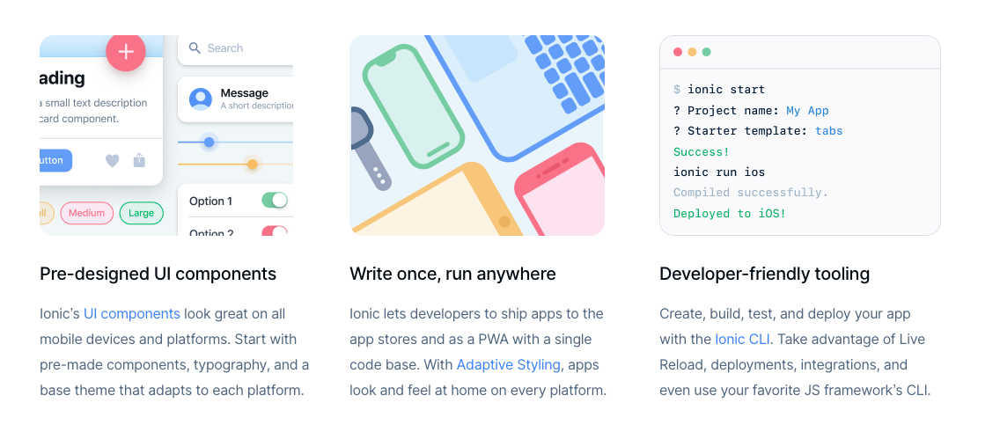 ading
a small text description
card component.
utton
all
Medium
Large
Search
Message
A short description
Option 1
Option 2
$ ionic start
? Project name: My App
? Starter template: tabs
Success!
ionic run ios
Compiled successfully.
Deployed to iOS!
Pre-designed UI components
Ionic’s UI components look great on all
mobile devices and platforms. Start with
pre-made components, typography, and a
base theme that adapts to each platform.
Write once, run anywhere
Ionic lets developers to ship apps to the
app stores and as a PWA with a single
code base. With Adaptive Styling, apps
look and feel at home on every platform.
Developer-friendly tooling
Create, build, test, and deploy your app
with the Ionic CLI. Take advantage of Live
Reload, deployments, integrations, and
even use your favorite JS framework’s CLI.